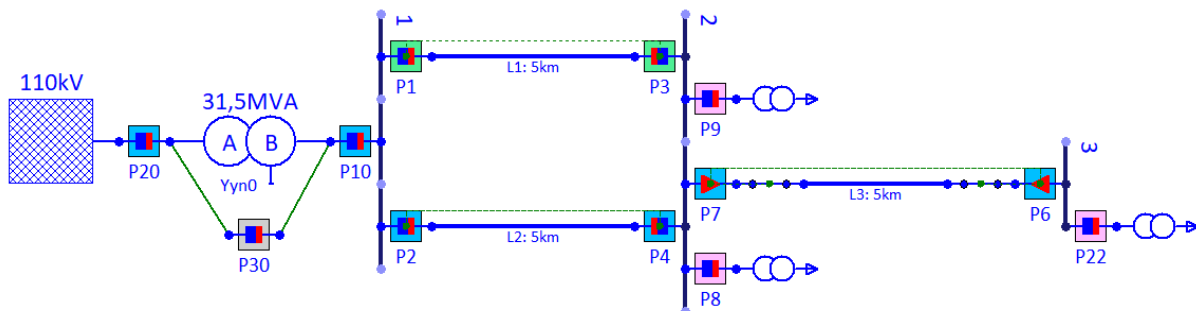 110kV
P20
31,5MVA
A
B
Yyn0
P30
P10
1
P1
L1: 5km
P3
2
P9
P2
L2: 5km
P4
P7
L3: 5km
P6
3
P8
P22